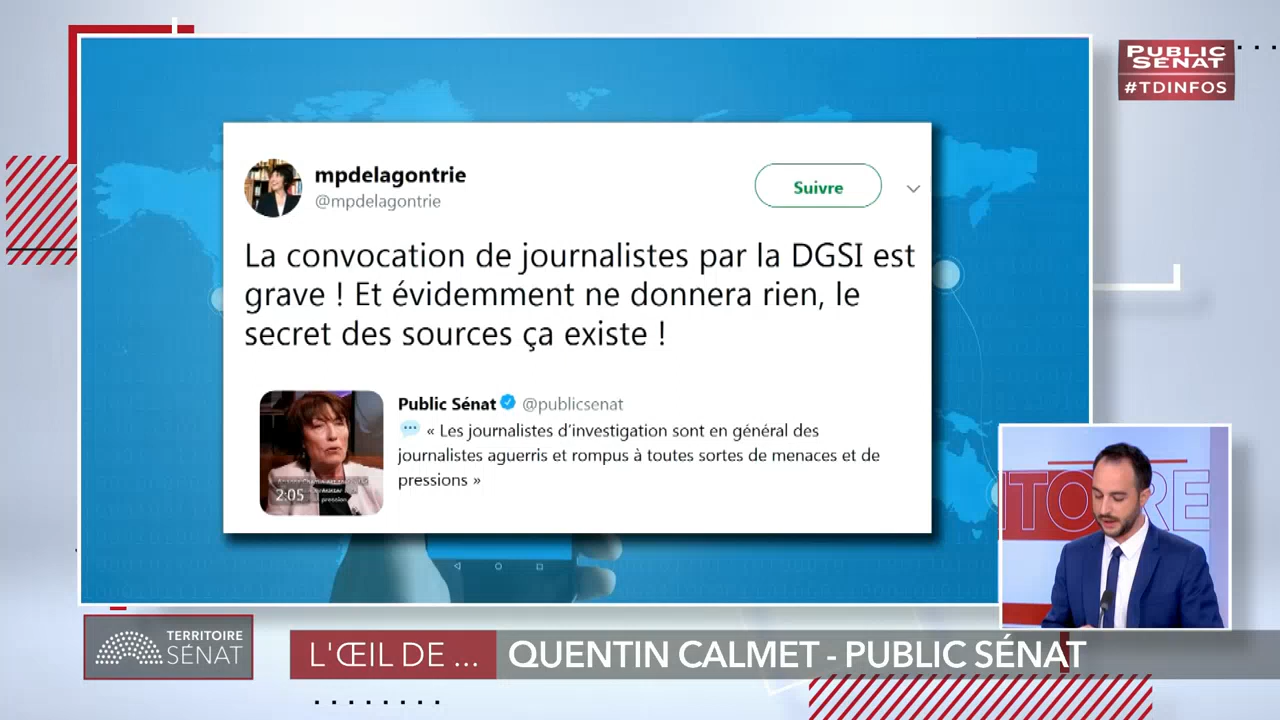 PUBLIC
SÉNAT
#TDINFOS
mpdelagontrie
@mpdelagontrie
Suivre
La convocation de journalistes par la DGSI est
grave ! Et évidemment ne donnera rien, le
secret des sources ça existe !
Public Sénat @publicsenat
« Les journalistes d'investigation sont en général des
journalistes aguerris et rompus à toutes sortes de menaces et de
pressions »
2:05
ITOIRE
TERRITOIRE
SÉNAT
L'ŒIL DE ...
QUENTIN CALMET - PUBLIC SÉNAT